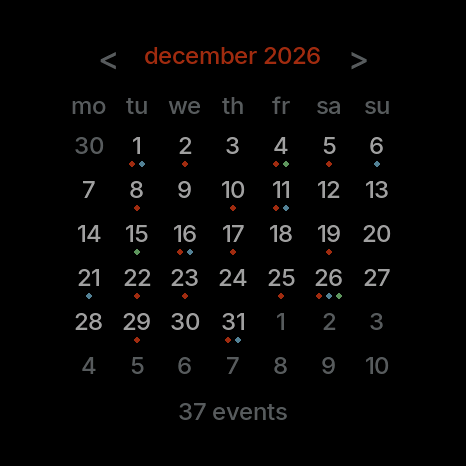 < december 2026 >
mo tu we th fr sa su
30 1 2 3 4 5 6
7 8 9 10 11 12 13
14 15 16 17 18 19 20
21 22 23 24 25 26 27
28 29 30 31 1 2 3
4 5 6 7 8 9 10
37 events